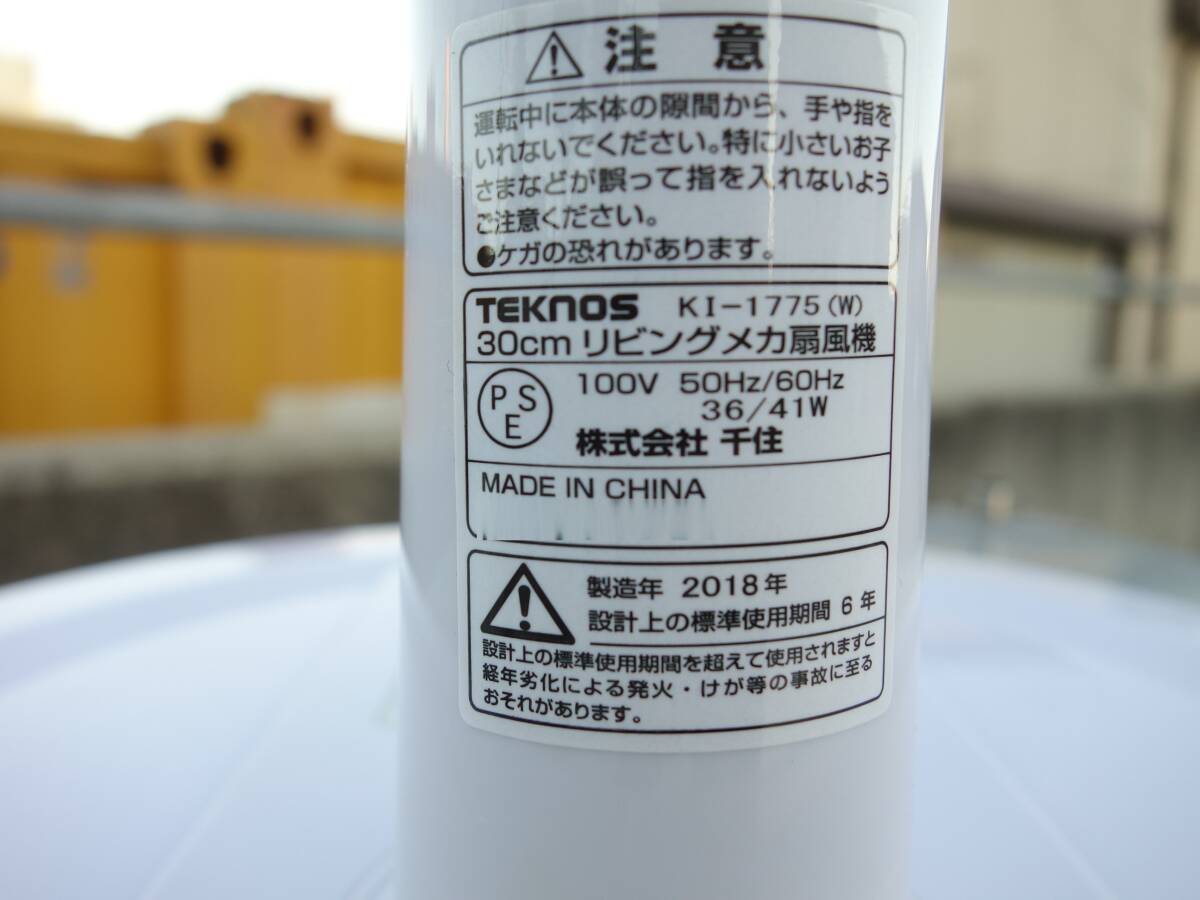 注意
運転中に本体の隙間から、手や指を
いれないでください。特に小さいお子
さまなどが誤って指を入れないよう
ご注意ください。
●ケガの恐れがあります。
TEKNOS KI-1775(W)
30cm リビングメカ扇風機
PSE
100V 50Hz/60Hz
36/41W
株式会社 千住
MADE IN CHINA
製造年 2018年
設計上の標準使用期間 6年
設計上の標準使用期間を超えて使用されますと
経年劣化による発火・けが等の事故に至る
おそれがあります。